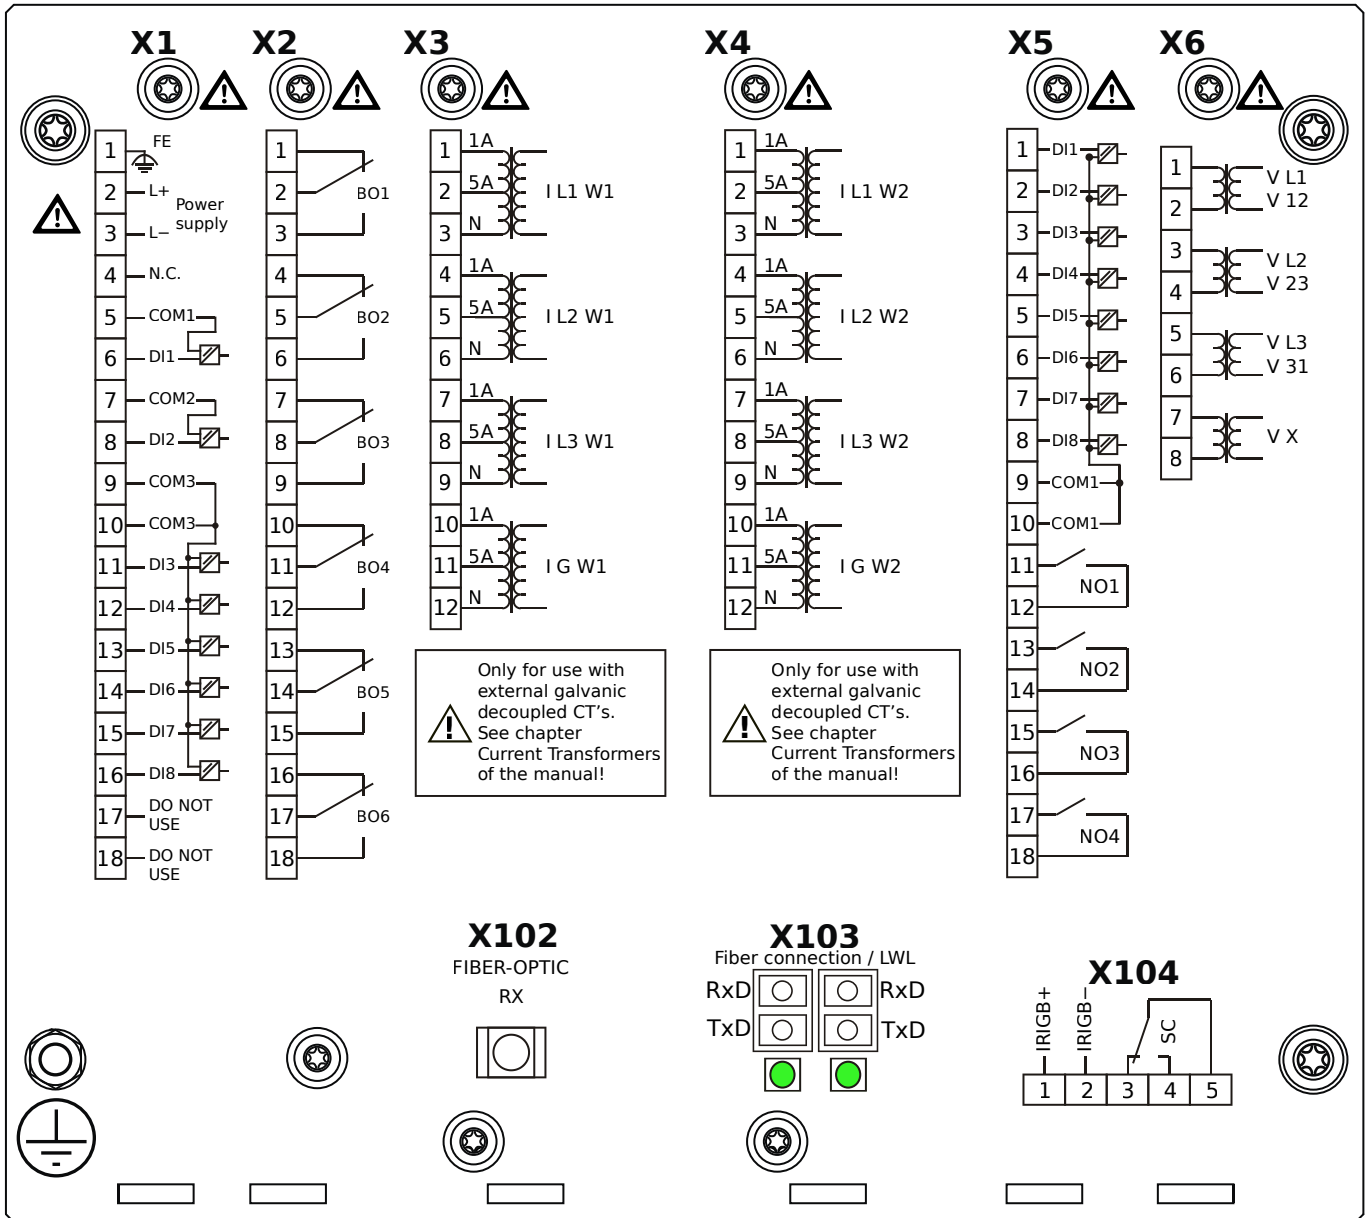 X1
X2
X3
X4
X5
X6
1 FE
2 L+
Power
supply
3 L−
4 N.C.
5 COM1
6 DI1
7 COM2
8 DI2
9 COM3
10 COM3
11 DI3
12 DI4
13 DI5
14 DI6
15 DI7
16 DI8
17 DO NOT
USE
18 DO NOT
USE
1
2 BO1
3
4
5 BO2
6
7
8 BO3
9
10
11 BO4
12
13
14 BO5
15
16
17 BO6
18
1 1A
2 5A I L1 W1
3 N
4 1A
5 5A I L2 W1
6 N
7 1A
8 5A I L3 W1
9 N
10 1A
11 5A I G W1
12 N
Only for use with
external galvanic
decoupled CT's.
See chapter
Current Transformers
of the manual!
1 1A
2 5A I L1 W2
3 N
4 1A
5 5A I L2 W2
6 N
7 1A
8 5A I L3 W2
9 N
10 1A
11 5A I G W2
12 N
Only for use with
external galvanic
decoupled CT's.
See chapter
Current Transformers
of the manual!
1 DI1
2 DI2
3 DI3
4 DI4
5 DI5
6 DI6
7 DI7
8 DI8
9 COM1
10 COM1
11
NO1
12
13
NO2
14
15
NO3
16
17
NO4
18
1 V L1
2 V 12
3 V L2
4 V 23
5 V L3
6 V 31
7
V X
8
X102
FIBER-OPTIC
RX
X103
Fiber connection / LWL
RxD RxD
TxD TxD
X104
IRIGB+
IRIGB−
SC
1 2 3 4 5